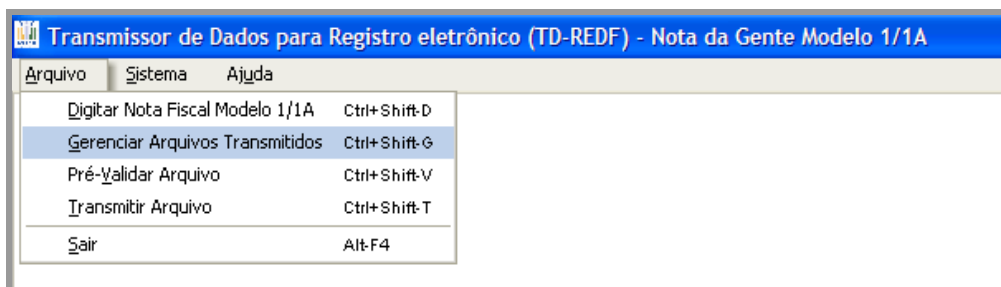 Transmissor de Dados para Registro eletrônico (TD-REDF) - Nota da Gente Modelo 1/1A
Arquivo Sistema Ajuda
Digitar Nota Fiscal Modelo 1/1A Ctrl+Shift-D
Gerenciar Arquivos Transmitidos Ctrl+Shift-G
Pré-Validar Arquivo Ctrl+Shift-V
Transmitir Arquivo Ctrl+Shift-T
Sair Alt-F4